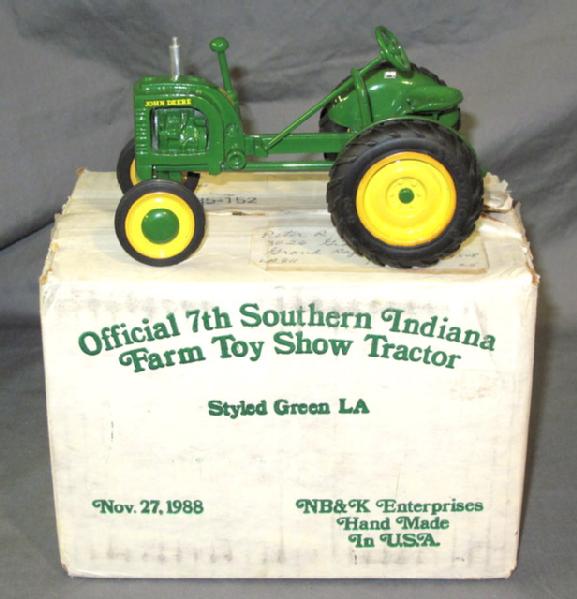 JOHN DEERE
Official 7th Southern Indiana
Farm Toy Show Tractor
Styled Green LA
Nov. 27, 1988
NB&K Enterprises
Hand Made
In U.S.A.